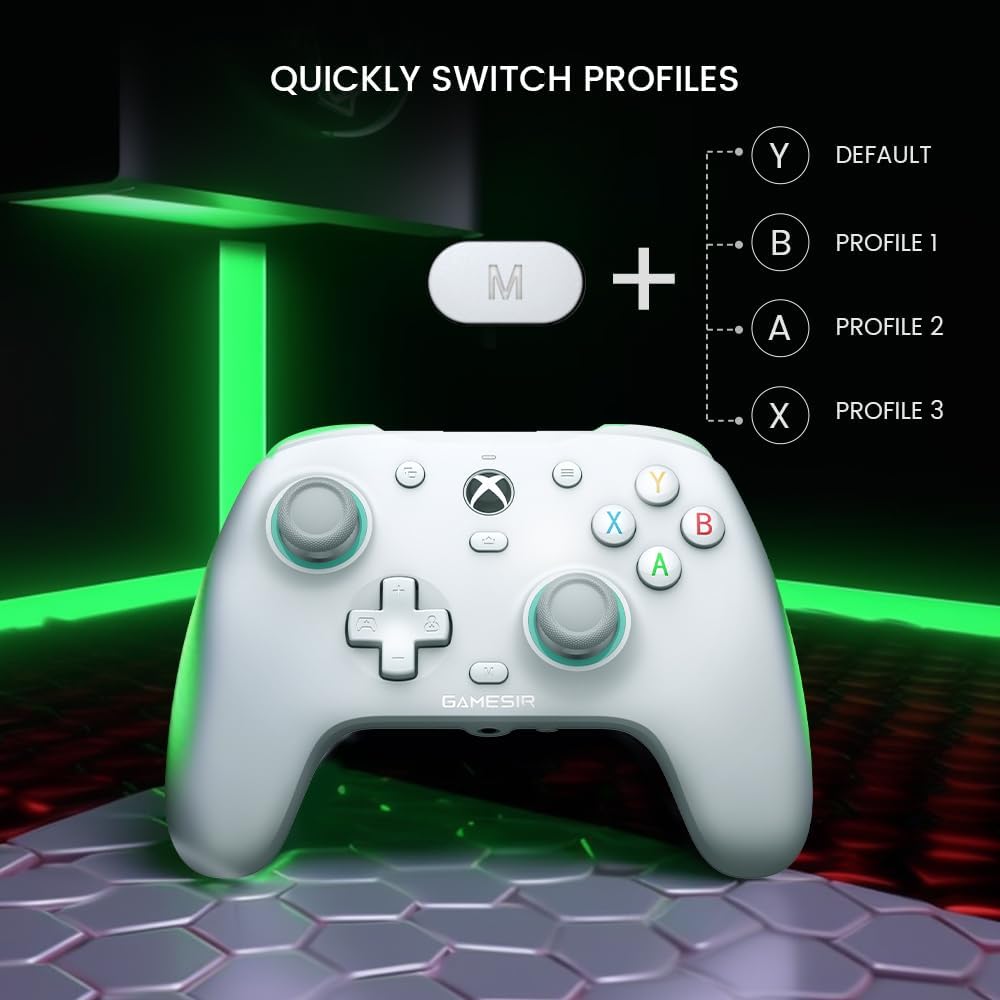 QUICKLY SWITCH PROFILES
Y DEFAULT
B PROFILE 1
M + A PROFILE 2
X PROFILE 3
Y
X B
A
M
GAMESIR